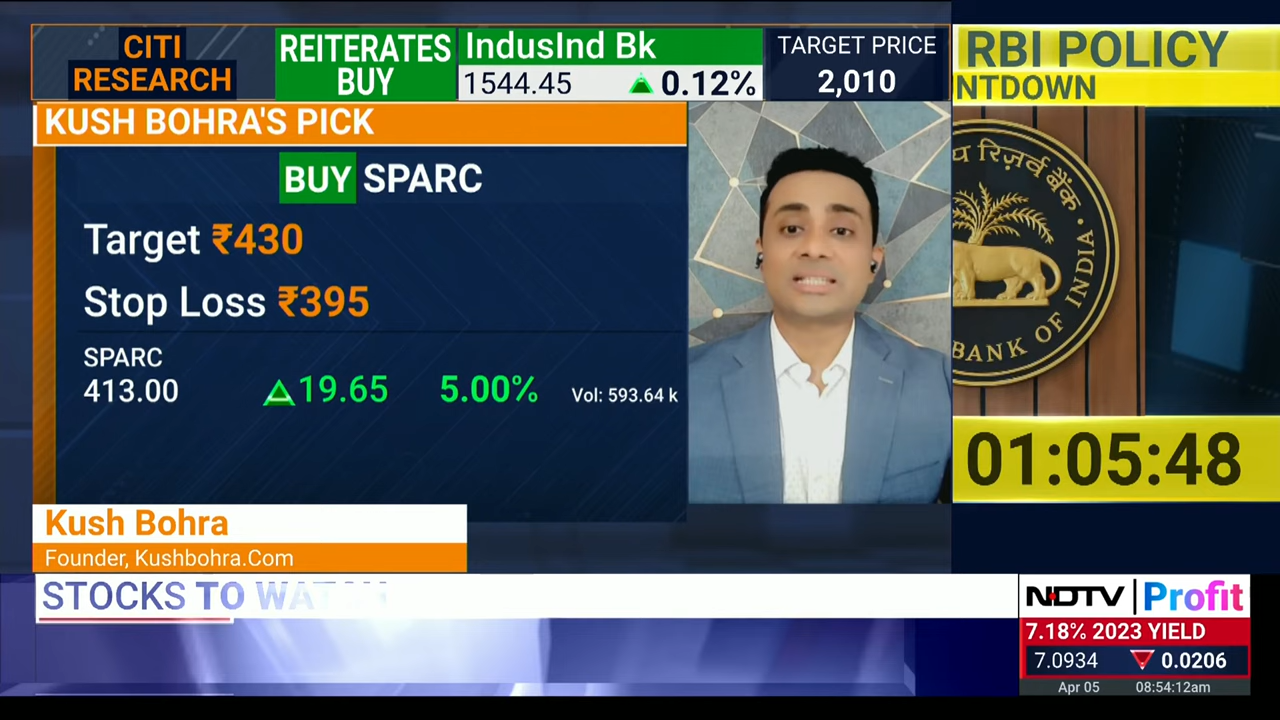 CITI
RESEARCH
REITERATES
BUY
IndusInd Bk
1544.45 0.12%
TARGET PRICE
2,010
RBI POLICY
NTDOWN
KUSH BOHRA'S PICK
BUY SPARC
Target ₹430
Stop Loss ₹395
SPARC
413.00 19.65 5.00% Vol: 593.64 k
य रिज़र्व बैंक
BANK OF INDIA
01:05:48
Kush Bohra
Founder, Kushbohra.Com
STOCKS TO WATCH
NDTV Profit
7.18% 2023 YIELD
7.0934 0.0206
Apr 05 08:54:12am